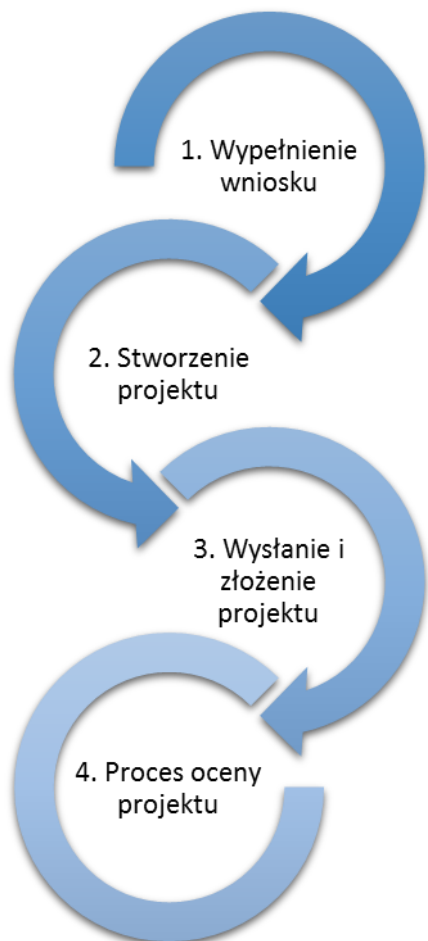 1. Wypełnienie
wniosku
2. Stworzenie
projektu
3. Wysłanie i
złożenie
projektu
4. Proces oceny
projektu